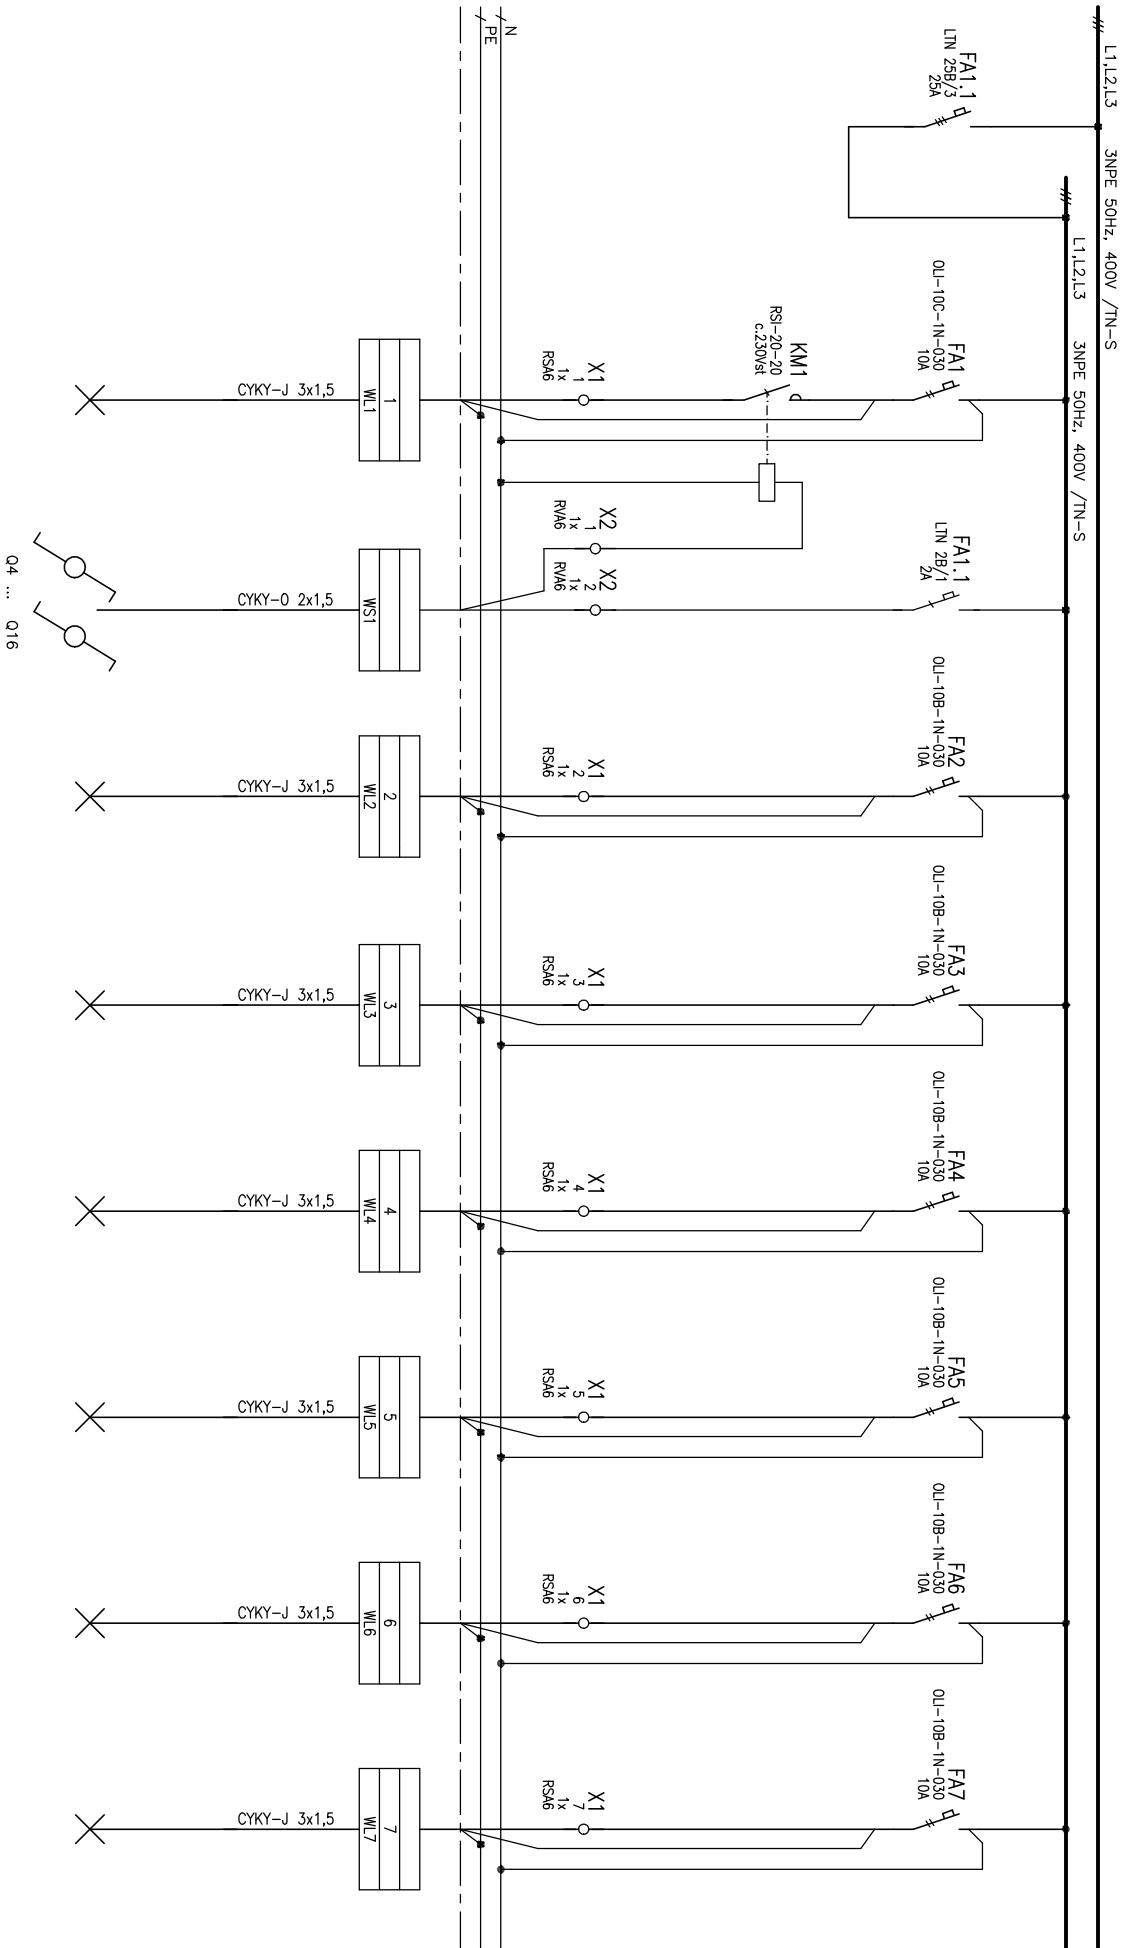 L1,L2,L3   3NPE 50Hz, 400V /TN-S
L1,L2,L3   3NPE 50Hz, 400V /TN-S
FA1.1
LTN 25B/3
25A
FA1
OLI-10C-1N-030
10A
FA1.1
LTN 2B/1
2A
FA2
OLI-10B-1N-030
10A
FA3
OLI-10B-1N-030
10A
FA4
OLI-10B-1N-030
10A
FA5
OLI-10B-1N-030
10A
FA6
OLI-10B-1N-030
10A
FA7
OLI-10B-1N-030
10A
KM1
RSI-20-20
c.230Vst
X1
1
1x
RSA6
X2
1
1x
RVA6
X2
2
1x
RVA6
X1
2
1x
RSA6
X1
3
1x
RSA6
X1
4
1x
RSA6
X1
5
1x
RSA6
X1
6
1x
RSA6
X1
7
1x
RSA6
N
PE
1
WL1
WS1
2
WL2
3
WL3
4
WL4
5
WL5
6
WL6
7
WL7
CYKY-J 3x1,5
CYKY-O 2x1,5
CYKY-J 3x1,5
CYKY-J 3x1,5
CYKY-J 3x1,5
CYKY-J 3x1,5
CYKY-J 3x1,5
CYKY-J 3x1,5
Q4 ... Q16